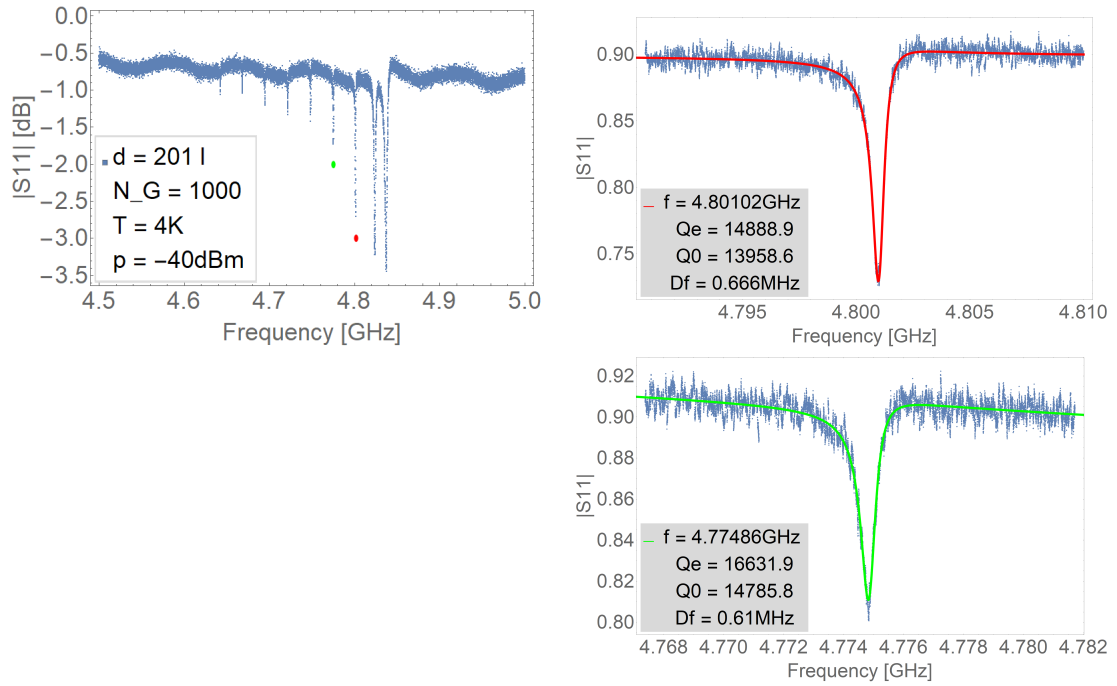 0.0
−0.5
−1.0
−1.5
−2.0
−2.5
−3.0
−3.5
|S11| [dB]
d = 201 l
N_G = 1000
T = 4K
p = −40dBm
4.5 4.6 4.7 4.8 4.9 5.0
Frequency [GHz]
0.90
0.85
0.80
0.75
|S11|
f = 4.80102GHz
Qe = 14888.9
Q0 = 13958.6
Df = 0.666MHz
4.795 4.800 4.805 4.810
Frequency [GHz]
0.92
0.90
0.88
0.86
0.84
0.82
0.80
|S11|
f = 4.77486GHz
Qe = 16631.9
Q0 = 14785.8
Df = 0.61MHz
4.768 4.770 4.772 4.774 4.776 4.778 4.780 4.782
Frequency [GHz]